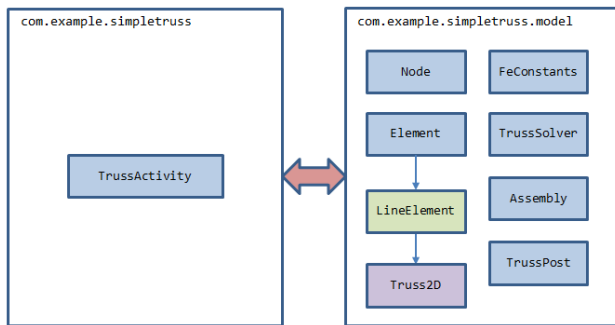 com.example.simpletruss
TrussActivity
com.example.simpletruss.model
Node
FeConstants
Element
TrussSolver
LineElement
Assembly
Truss2D
TrussPost